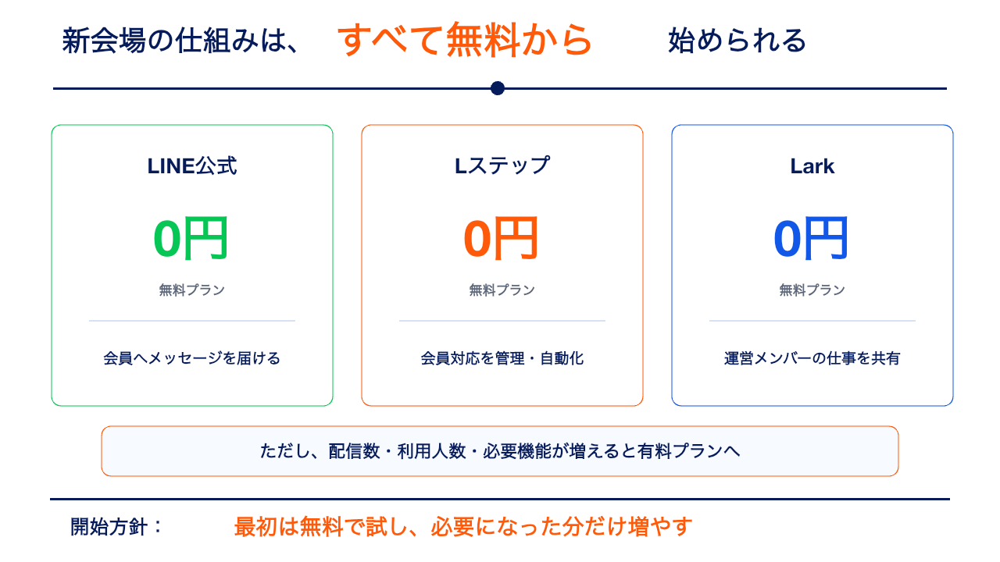 新会場の仕組みは、 すべて無料から 始められる
LINE公式
0円
無料プラン
会員へメッセージを届ける
Lステップ
0円
無料プラン
会員対応を管理・自動化
Lark
0円
無料プラン
運営メンバーの仕事を共有
ただし、配信数・利用人数・必要機能が増えると有料プランへ
開始方針： 最初は無料で試し、必要になった分だけ増やす